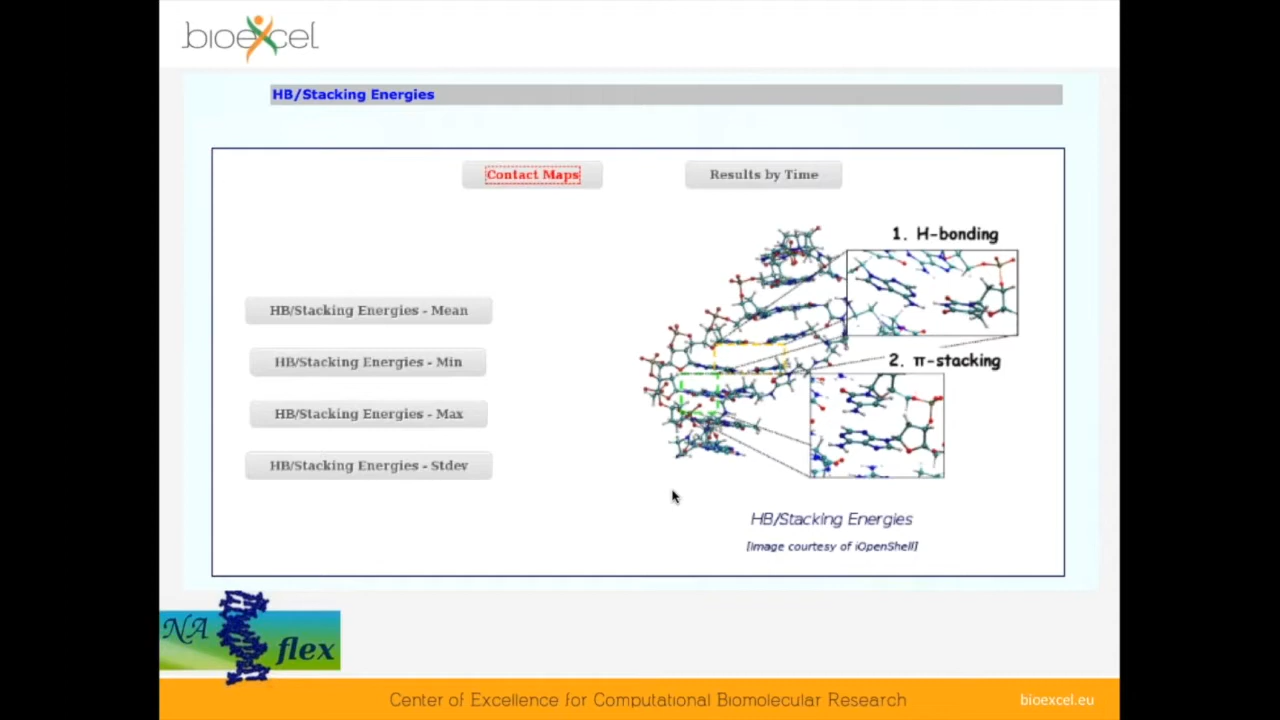 bioexcel
HB/Stacking Energies
Contact Maps
Results by Time
1. H-bonding
HB/Stacking Energies - Mean
HB/Stacking Energies - Min
2. π-stacking
HB/Stacking Energies - Max
HB/Stacking Energies - Stdev
HB/Stacking Energies
[Image courtesy of iOpenShell]
NA flex
Center of Excellence for Computational Biomolecular Research
bioexcel.eu